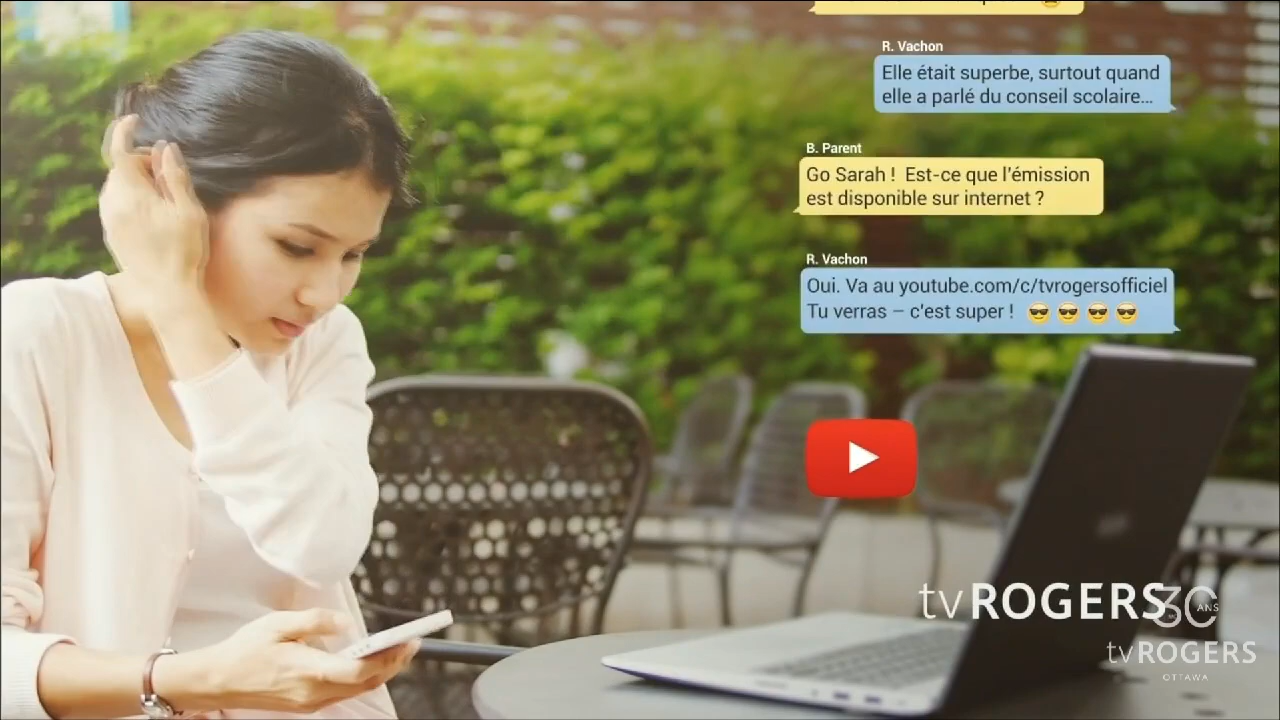 R. Vachon
Elle était superbe, surtout quand
elle a parlé du conseil scolaire...
B. Parent
Go Sarah ! Est-ce que l'émission
est disponible sur internet ?
R. Vachon
Oui. Va au youtube.com/c/tvrogersofficiel
Tu verras – c'est super !
tvROGERS
30 ANS
tvROGERS
OTTAWA